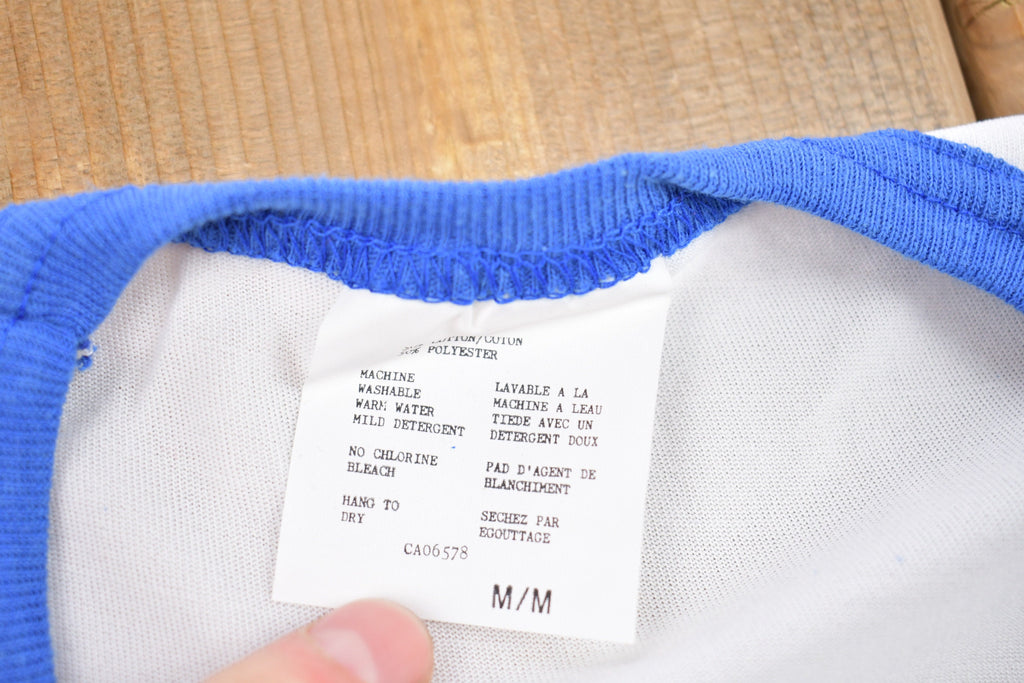 COTTON/COTON
POLYESTER
MACHINE
WASHABLE
WARM WATER
MILD DETERGENT
NO CHLORINE
BLEACH
HANG TO
DRY
LAVABLE A LA
MACHINE A LEAU
TIEDE AVEC UN
DETERGENT DOUX
PAD D'AGENT DE
BLANCHIMENT
SECHEZ PAR
EGOUTTAGE
CA06578
M/M